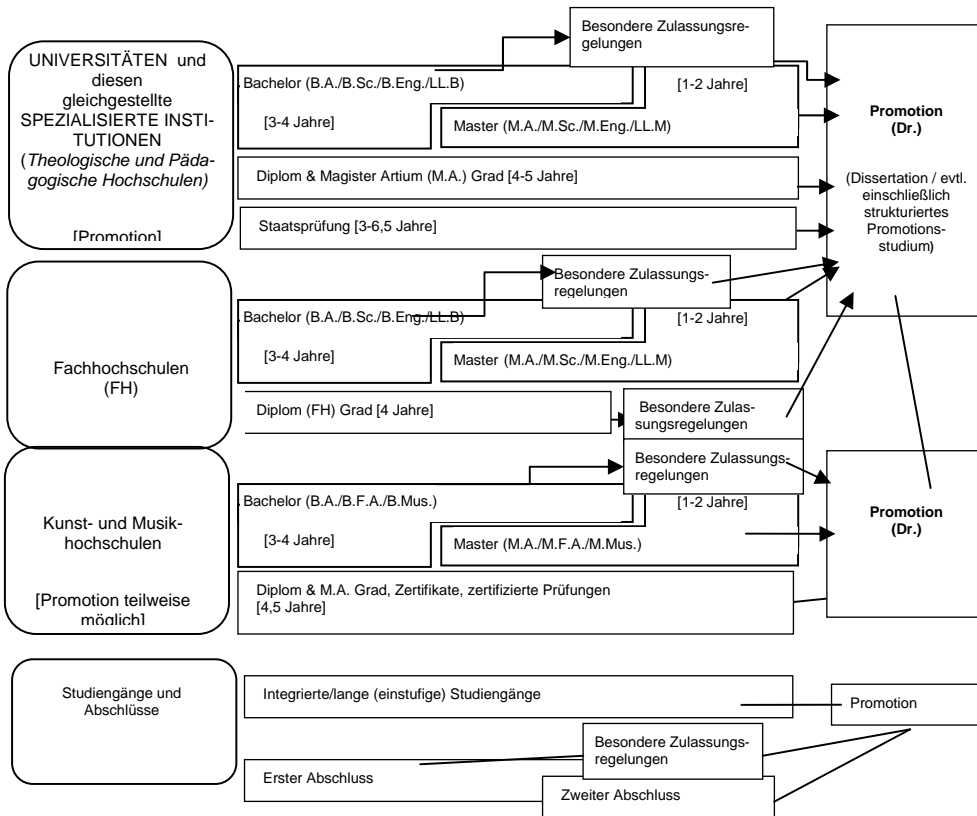 Besondere Zulassungsre-
gelungen
UNIVERSITÄTEN und
diesen
gleichgestellte
SPEZIALISIERTE INSTI-
TUTIONEN
(Theologische und Päda-
gogische Hochschulen)
[Promotion]
. Bachelor (B.A./B.Sc./B.Eng./LL.B)
[1-2 Jahre]
[3-4 Jahre]
Master (M.A./M.Sc./M.Eng./LL.M)
Diplom & Magister Artium (M.A.) Grad [4-5 Jahre]
Staatsprüfung [3-6,5 Jahre]
Promotion
(Dr.)
(Dissertation / evtl.
einschließlich
strukturiertes
Promotions-
studium)
Fachhochschulen
(FH)
Besondere Zulassungs-
regelungen
. Bachelor (B.A./B.Sc./B.Eng./LL.B)
[1-2 Jahre]
[3-4 Jahre]
Master (M.A./M.Sc./M.Eng./LL.M)
Diplom (FH) Grad [4 Jahre]
Besondere Zulas-
sungsregelungen
Kunst- und Musik-
hochschulen
[Promotion teilweise
möglich]
Besondere Zulassungs-
regelungen
. Bachelor (B.A./B.F.A./B.Mus.)
[1-2 Jahre]
[3-4 Jahre]
Master (M.A./M.F.A./M.Mus.)
Diplom & M.A. Grad, Zertifikate, zertifizierte Prüfungen
[4,5 Jahre]
Promotion
(Dr.)
Studiengänge und
Abschlüsse
Integrierte/lange (einstufige) Studiengänge
Promotion
Besondere Zulassungs-
regelungen
Erster Abschluss
Zweiter Abschluss